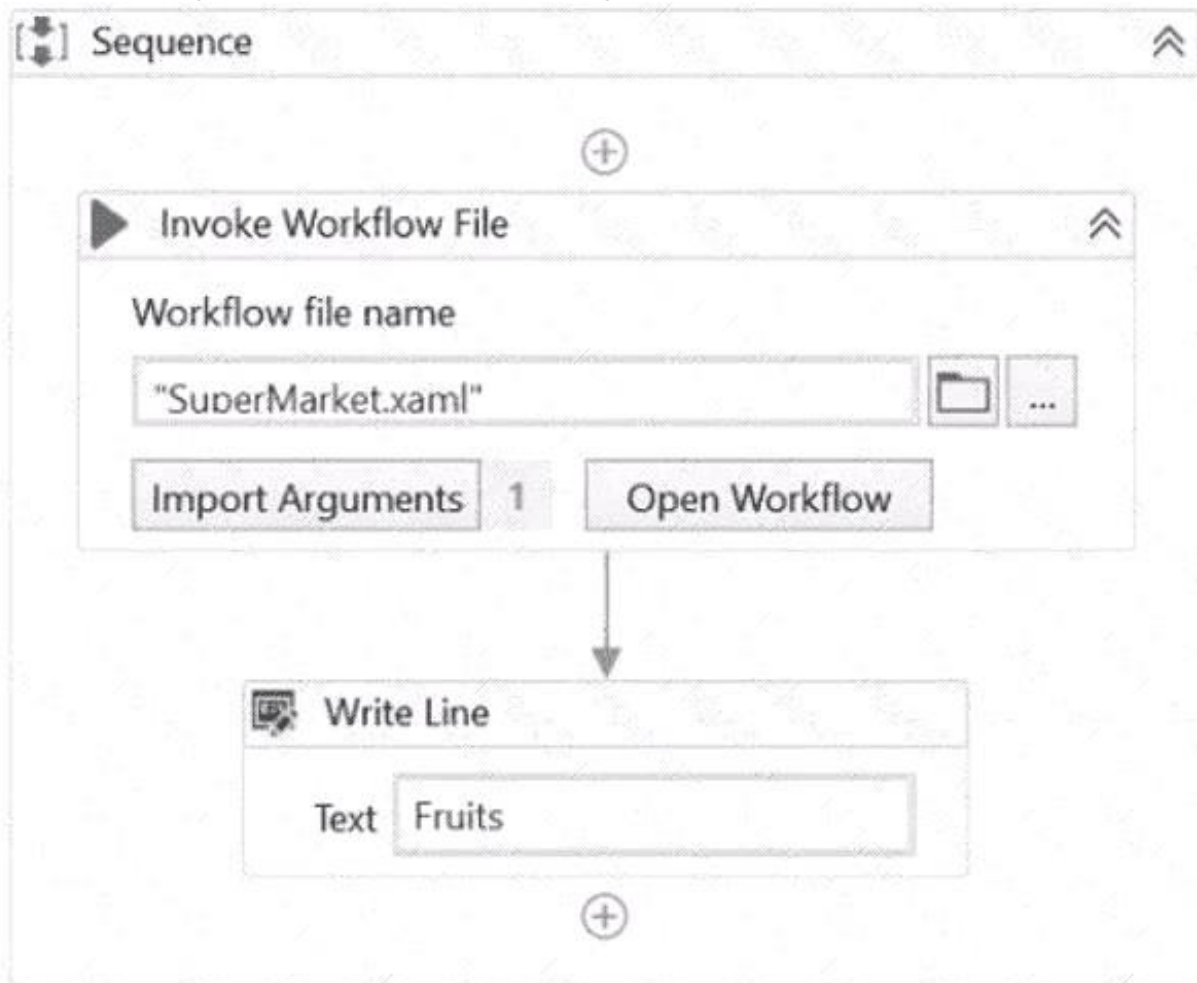 Sequence
Invoke Workflow File
Workflow file name
"SuperMarket.xaml"
...
Import Arguments 1 Open Workflow
Write Line
Text Fruits